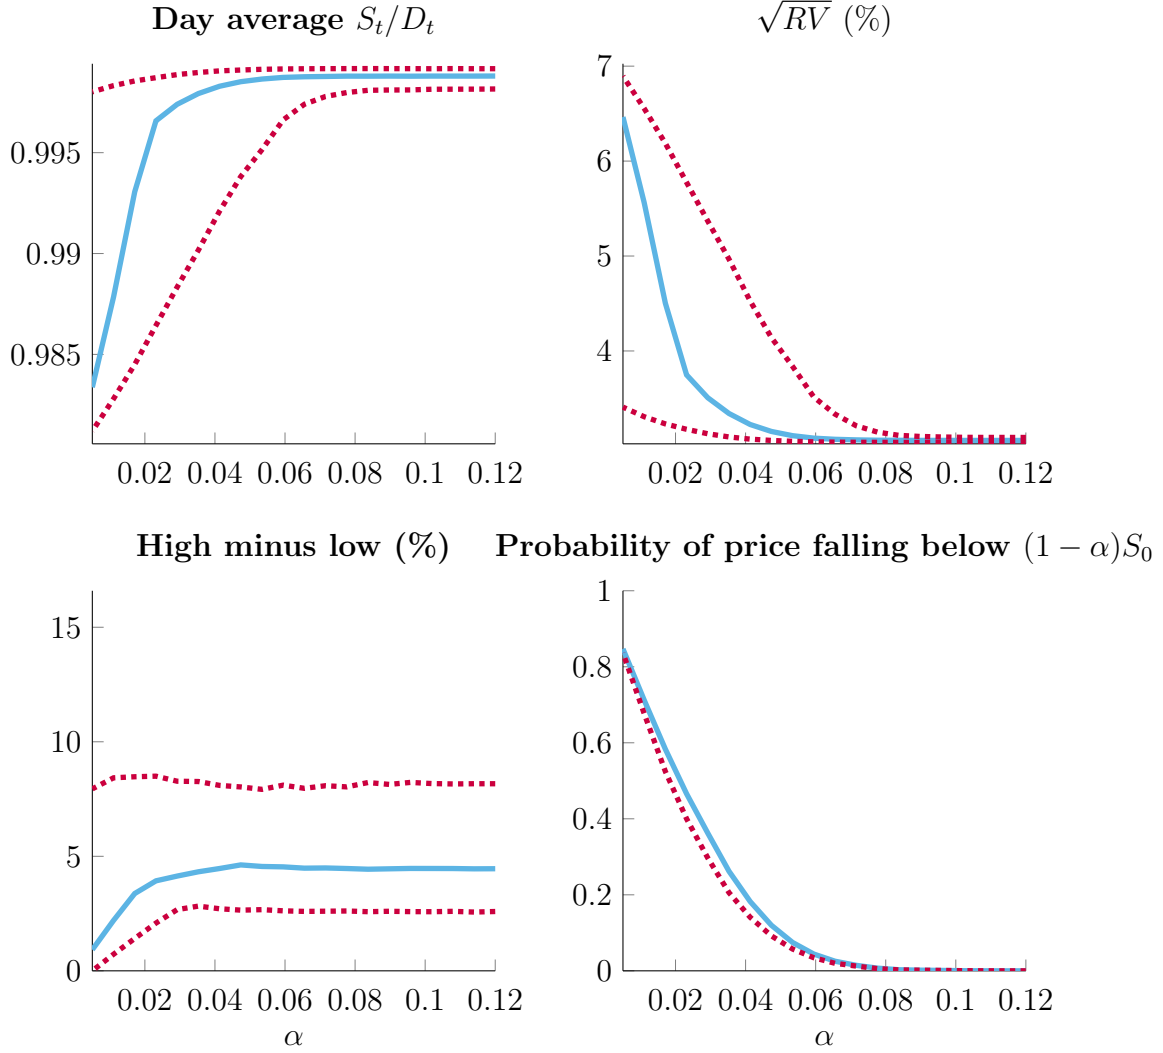 Day average $S_t/D_t$
0.995
0.99
0.985
0.02 0.04 0.06 0.08 0.1 0.12
$\sqrt{RV}$ (%)
7
6
5
4
0.02 0.04 0.06 0.08 0.1 0.12
High minus low (%)
15
10
5
0
0.02 0.04 0.06 0.08 0.1 0.12
α
Probability of price falling below $(1 - \alpha)S_0$
1
0.8
0.6
0.4
0.2
0
0.02 0.04 0.06 0.08 0.1 0.12
α